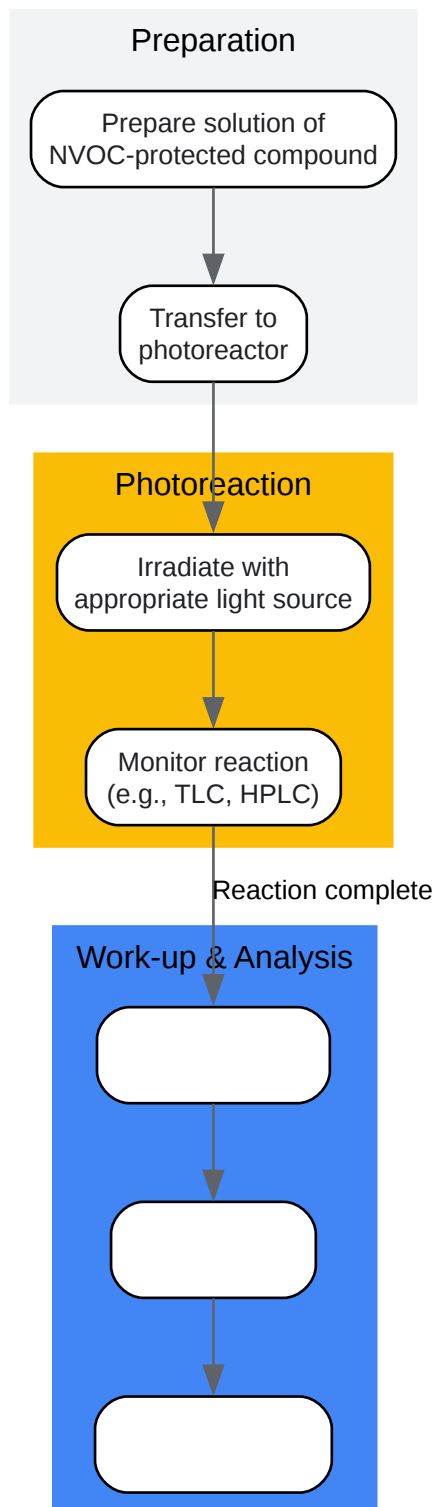 Preparation
Prepare solution of
NVOC-protected compound
Transfer to
photoreactor
Photoreaction
Irradiate with
appropriate light source
Monitor reaction
(e.g., TLC, HPLC)
Reaction complete
Work-up & Analysis